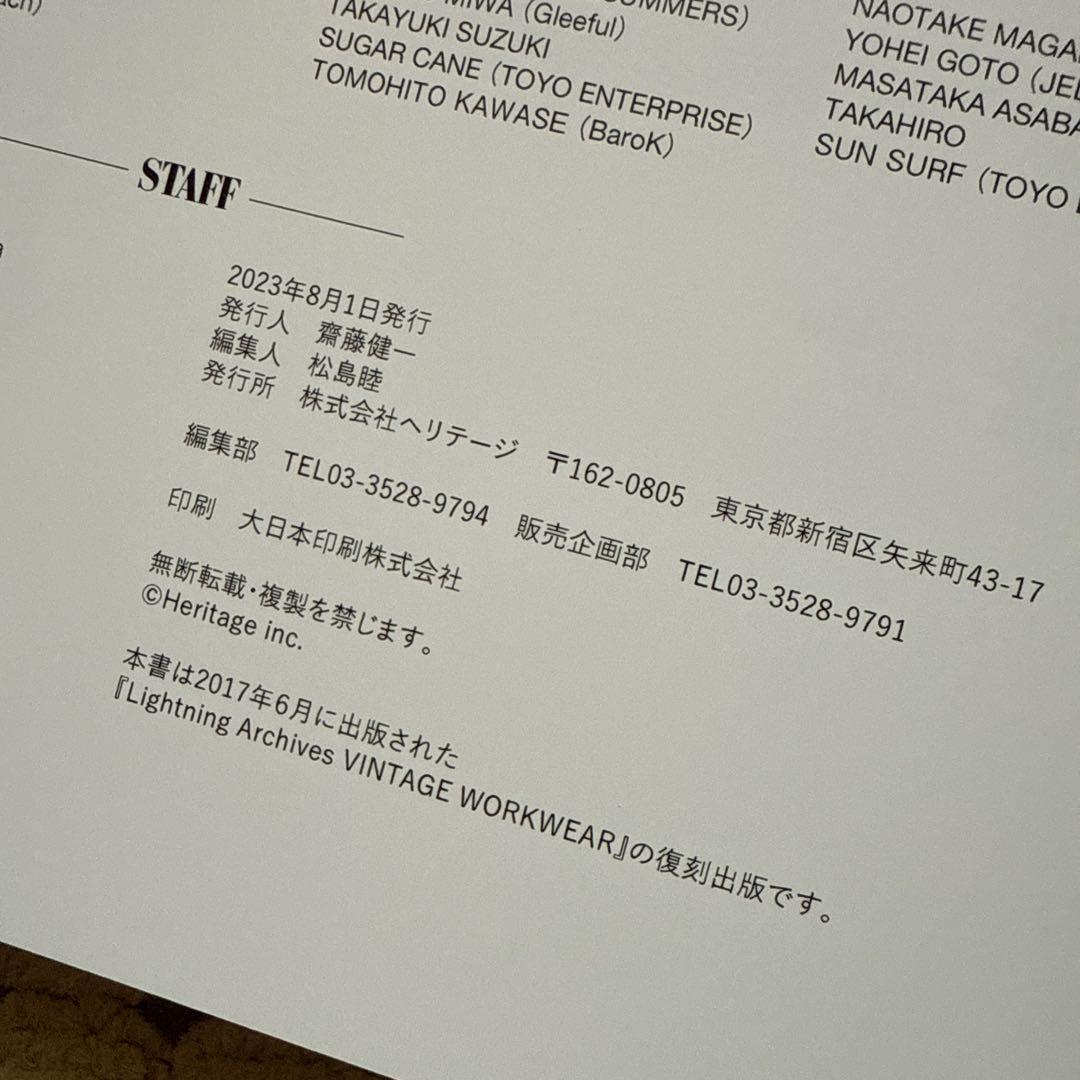 MIWA (Gleeful)
TAKAYUKI SUZUKI
SUGAR CANE (TOYO ENTERPRISE)
TOMOHITO KAWASE (BaroK)
NAOTAKE
YOHEI GOTO
MASATAKA
TAKAHIRO
SUN SURF (TOYO
STAFF
2023年8月1日発行
発行人 齋藤健一
編集人 松島睦
発行所 株式会社ヘリテージ 〒162-0805 東京都新宿区矢来町43-17
編集部 TEL03-3528-9794 販売企画部 TEL03-3528-9791
印刷 大日本印刷株式会社
無断転載・複製を禁じます。
©Heritage inc.
本書は2017年6月に出版された
『Lightning Archives VINTAGE WORKWEAR』の復刻出版です。